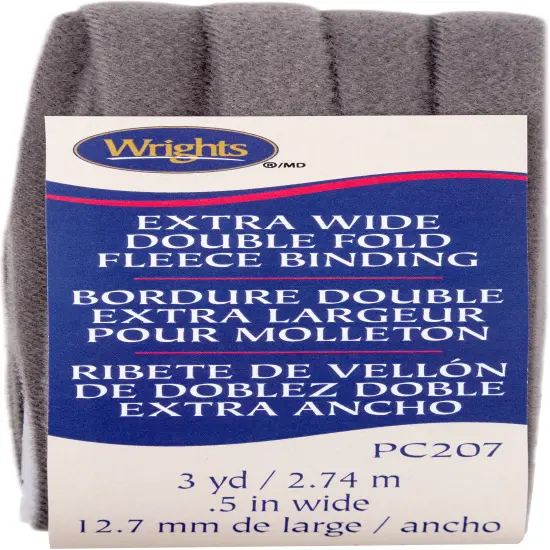 Wrights
®/MD
EXTRA WIDE
DOUBLE FOLD
FLEECE BINDING
BORDURE DOUBLE
EXTRA LARGEUR
POUR MOLLETON
RIBETE DE VELLÓN
DE DOBLEZ DOBLE
EXTRA ANCHO
PC207
3 yd / 2.74 m
.5 in wide
12.7 mm de large / ancho